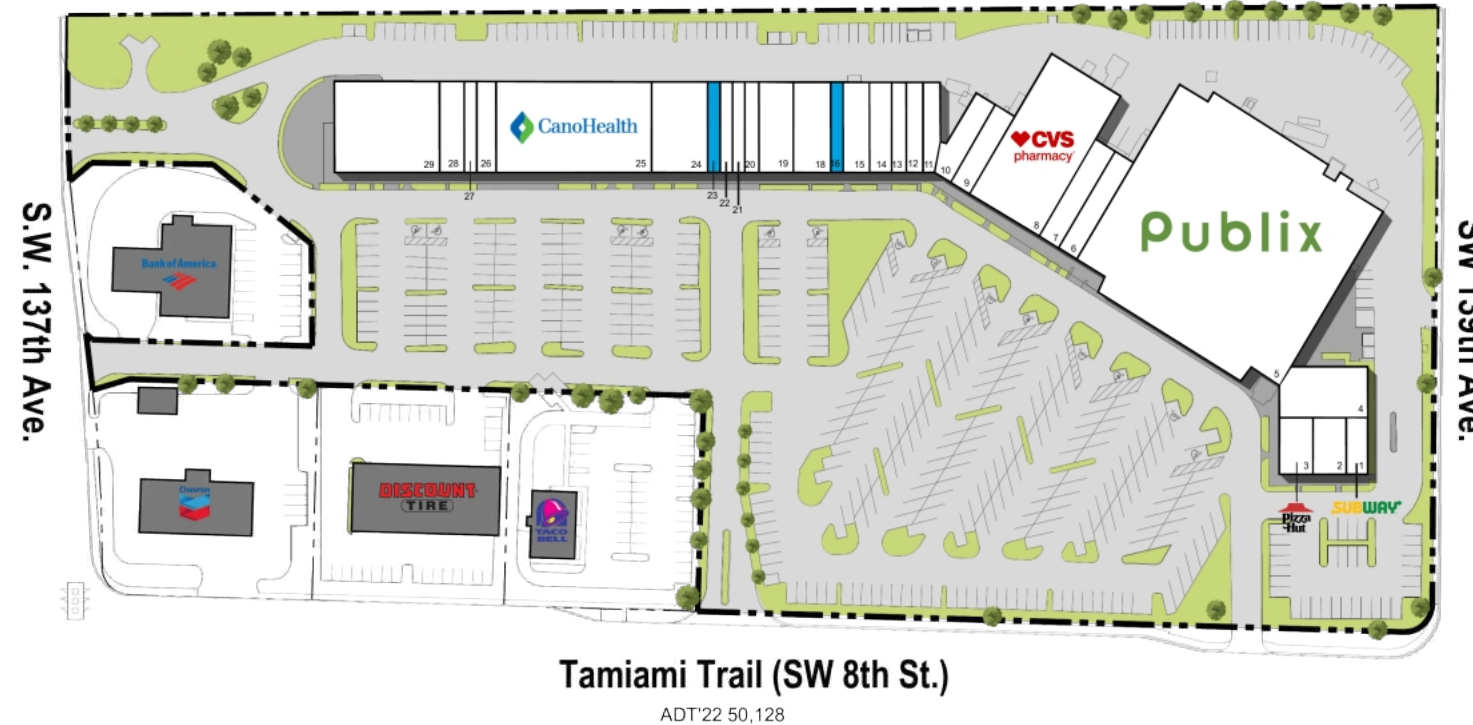 CanoHealth
CVS
pharmacy
Publix
29
28
27
26
25
24
23
22
21
20
19
18
16
15
14
13
12
11
10
9
8
7
6
5
4
3
2
1
Bank of America
S.W. 137th Ave.
SW 139th Ave.
Chevron
DISCOUNT
TIRE
TACO
BELL
Pizza
Hut
SUBWAY
Tamiami Trail (SW 8th St.)
ADT'22 50,128